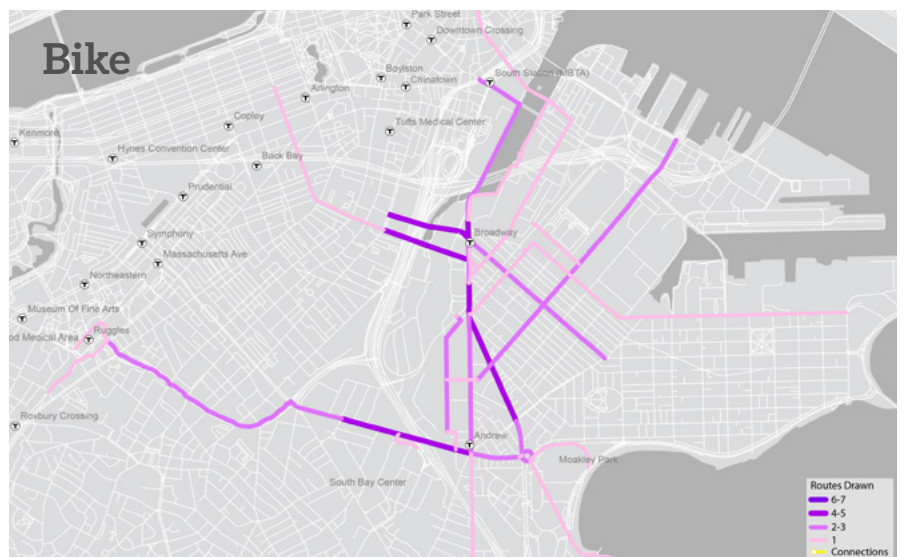 Bike
Park Street
Downtown Crossing
Boylston
South Station (MBTA)
Chinatown
Arlington
Copley
Tufts Medical Center
Kenmore
Hynes Convention Center
Back Bay
Prudential
Symphony
Broadway
Massachusetts Ave
Northeastern
Museum Of Fine Arts
Ruggles
od Medical Area
Roxbury Crossing
Andrew
Moakley Park
South Bay Center
Routes Drawn
6-7
4-5
2-3
1
Connections